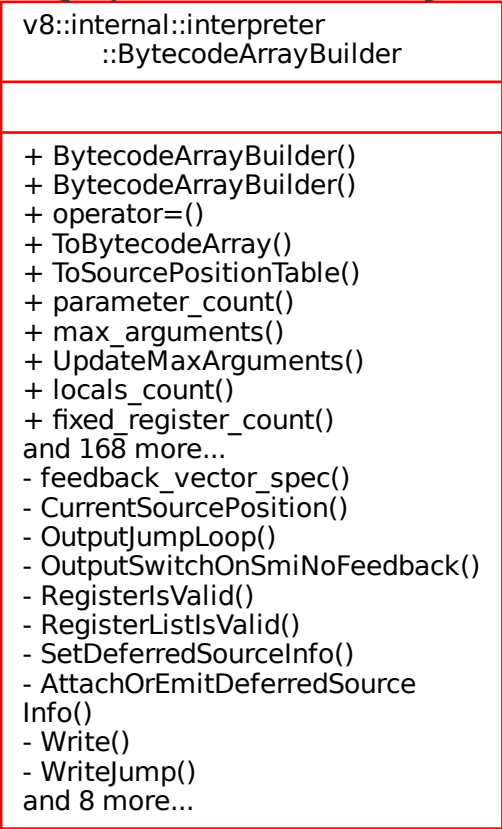 v8::internal::interpreter
::BytecodeArrayBuilder
+ BytecodeArrayBuilder()
+ BytecodeArrayBuilder()
+ operator=()
+ ToBytecodeArray()
+ ToSourcePositionTable()
+ parameter_count()
+ max_arguments()
+ UpdateMaxArguments()
+ locals_count()
+ fixed_register_count()
and 168 more...
- feedback_vector_spec()
- CurrentSourcePosition()
- OutputJumpLoop()
- OutputSwitchOnSmiNoFeedback()
- RegisterIsValid()
- RegisterListIsValid()
- SetDeferredSourceInfo()
- AttachOrEmitDeferredSource
Info()
- Write()
- WriteJump()
and 8 more...